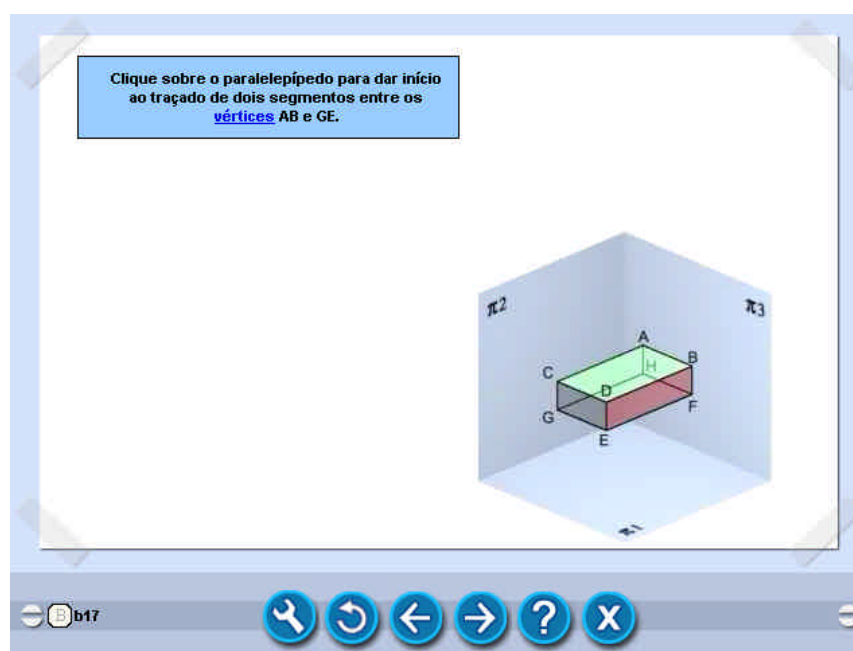 Clique sobre o paralelepípedo para dar início
ao traçado de dois segmentos entre os
vértices AB e GE.
π2
π3
A
B
H
C
D
F
G
E
π1
B b17
?
X